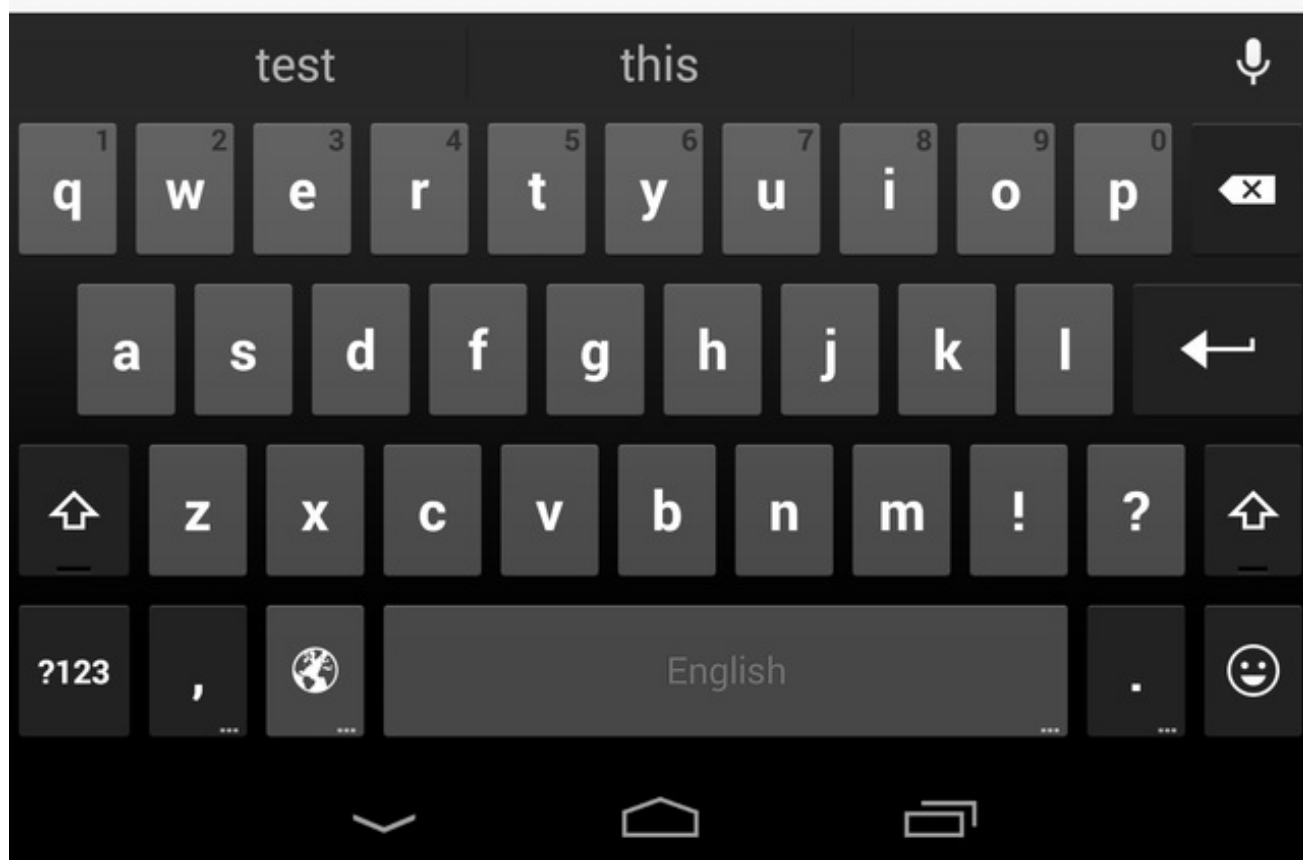 test this
1 2 3 4 5 6 7 8 9 0
q w e r t y u i o p
a s d f g h j k l
z x c v b n m ! ?
?123 , English .